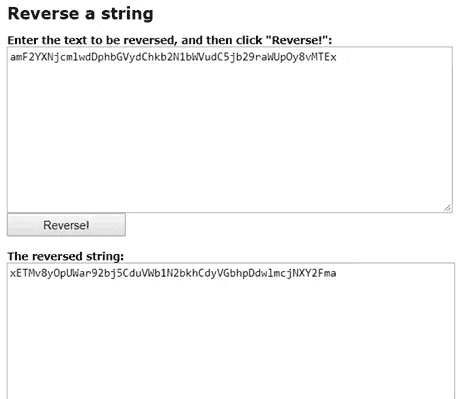 Reverse a string
Enter the text to be reversed, and then click "Reverse!":
amF2YXNjcmlwdDphbGVydChkb2N1bWVudC5jb29raWUpOy8vMTEx
Reverse!
The reversed string:
xETMv8yOpUWar92bj5CduVWb1N2bkhCdyVGbhpDdwlmcjNXY2Fma